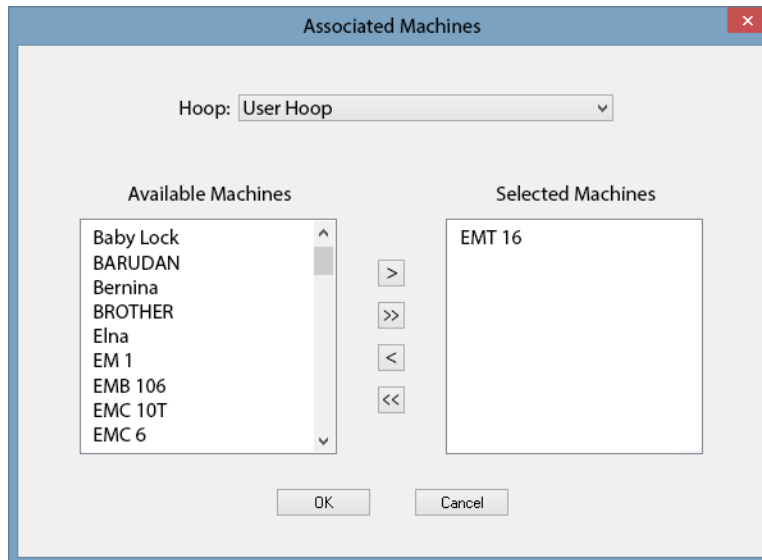 Associated Machines
Hoop: User Hoop
Available Machines
Baby Lock
BARUDAN
Bernina
BROTHER
Elna
EM 1
EMB 106
EMC 10T
EMC 6
>
>>
<
<<
Selected Machines
EMT 16
OK
Cancel